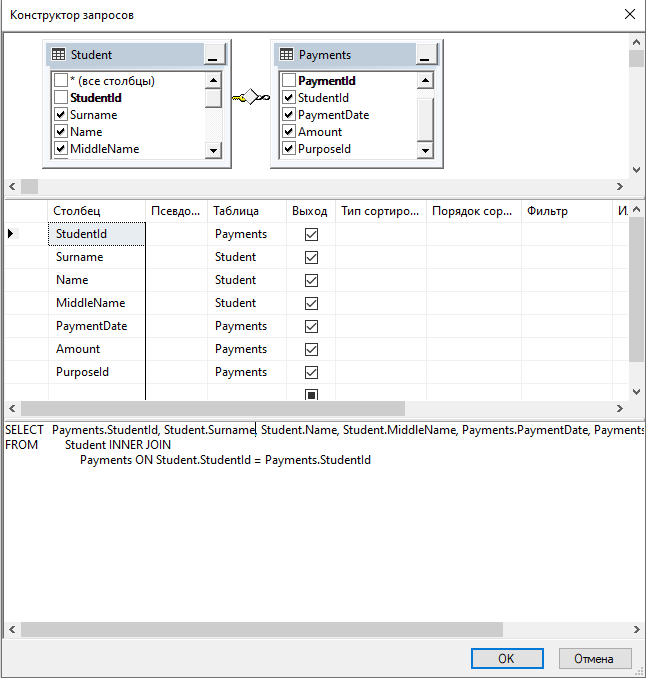 Конструктор запросов
Student
* (все столбцы)
StudentId
Surname
Name
MiddleName
Payments
PaymentId
StudentId
PaymentDate
Amount
PurposeId
Столбец Псевдо... Таблица Выход Тип сортиро... Порядок сор... Фильтр
StudentId Payments
Surname Student
Name Student
MiddleName Student
PaymentDate Payments
Amount Payments
PurposeId Payments
SELECT Payments.StudentId, Student.Surname, Student.Name, Student.MiddleName, Payments.PaymentDate, Payments
FROM Student INNER JOIN
Payments ON Student.StudentId = Payments.StudentId
OK Отмена